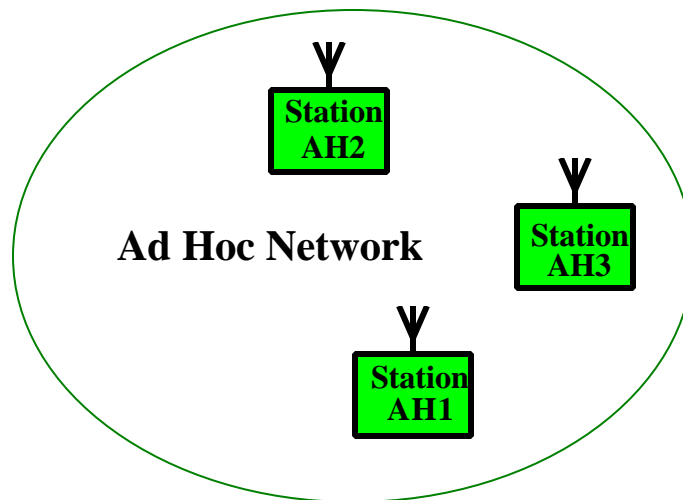 Station
AH2
Ad Hoc Network
Station
AH3
Station
AH1